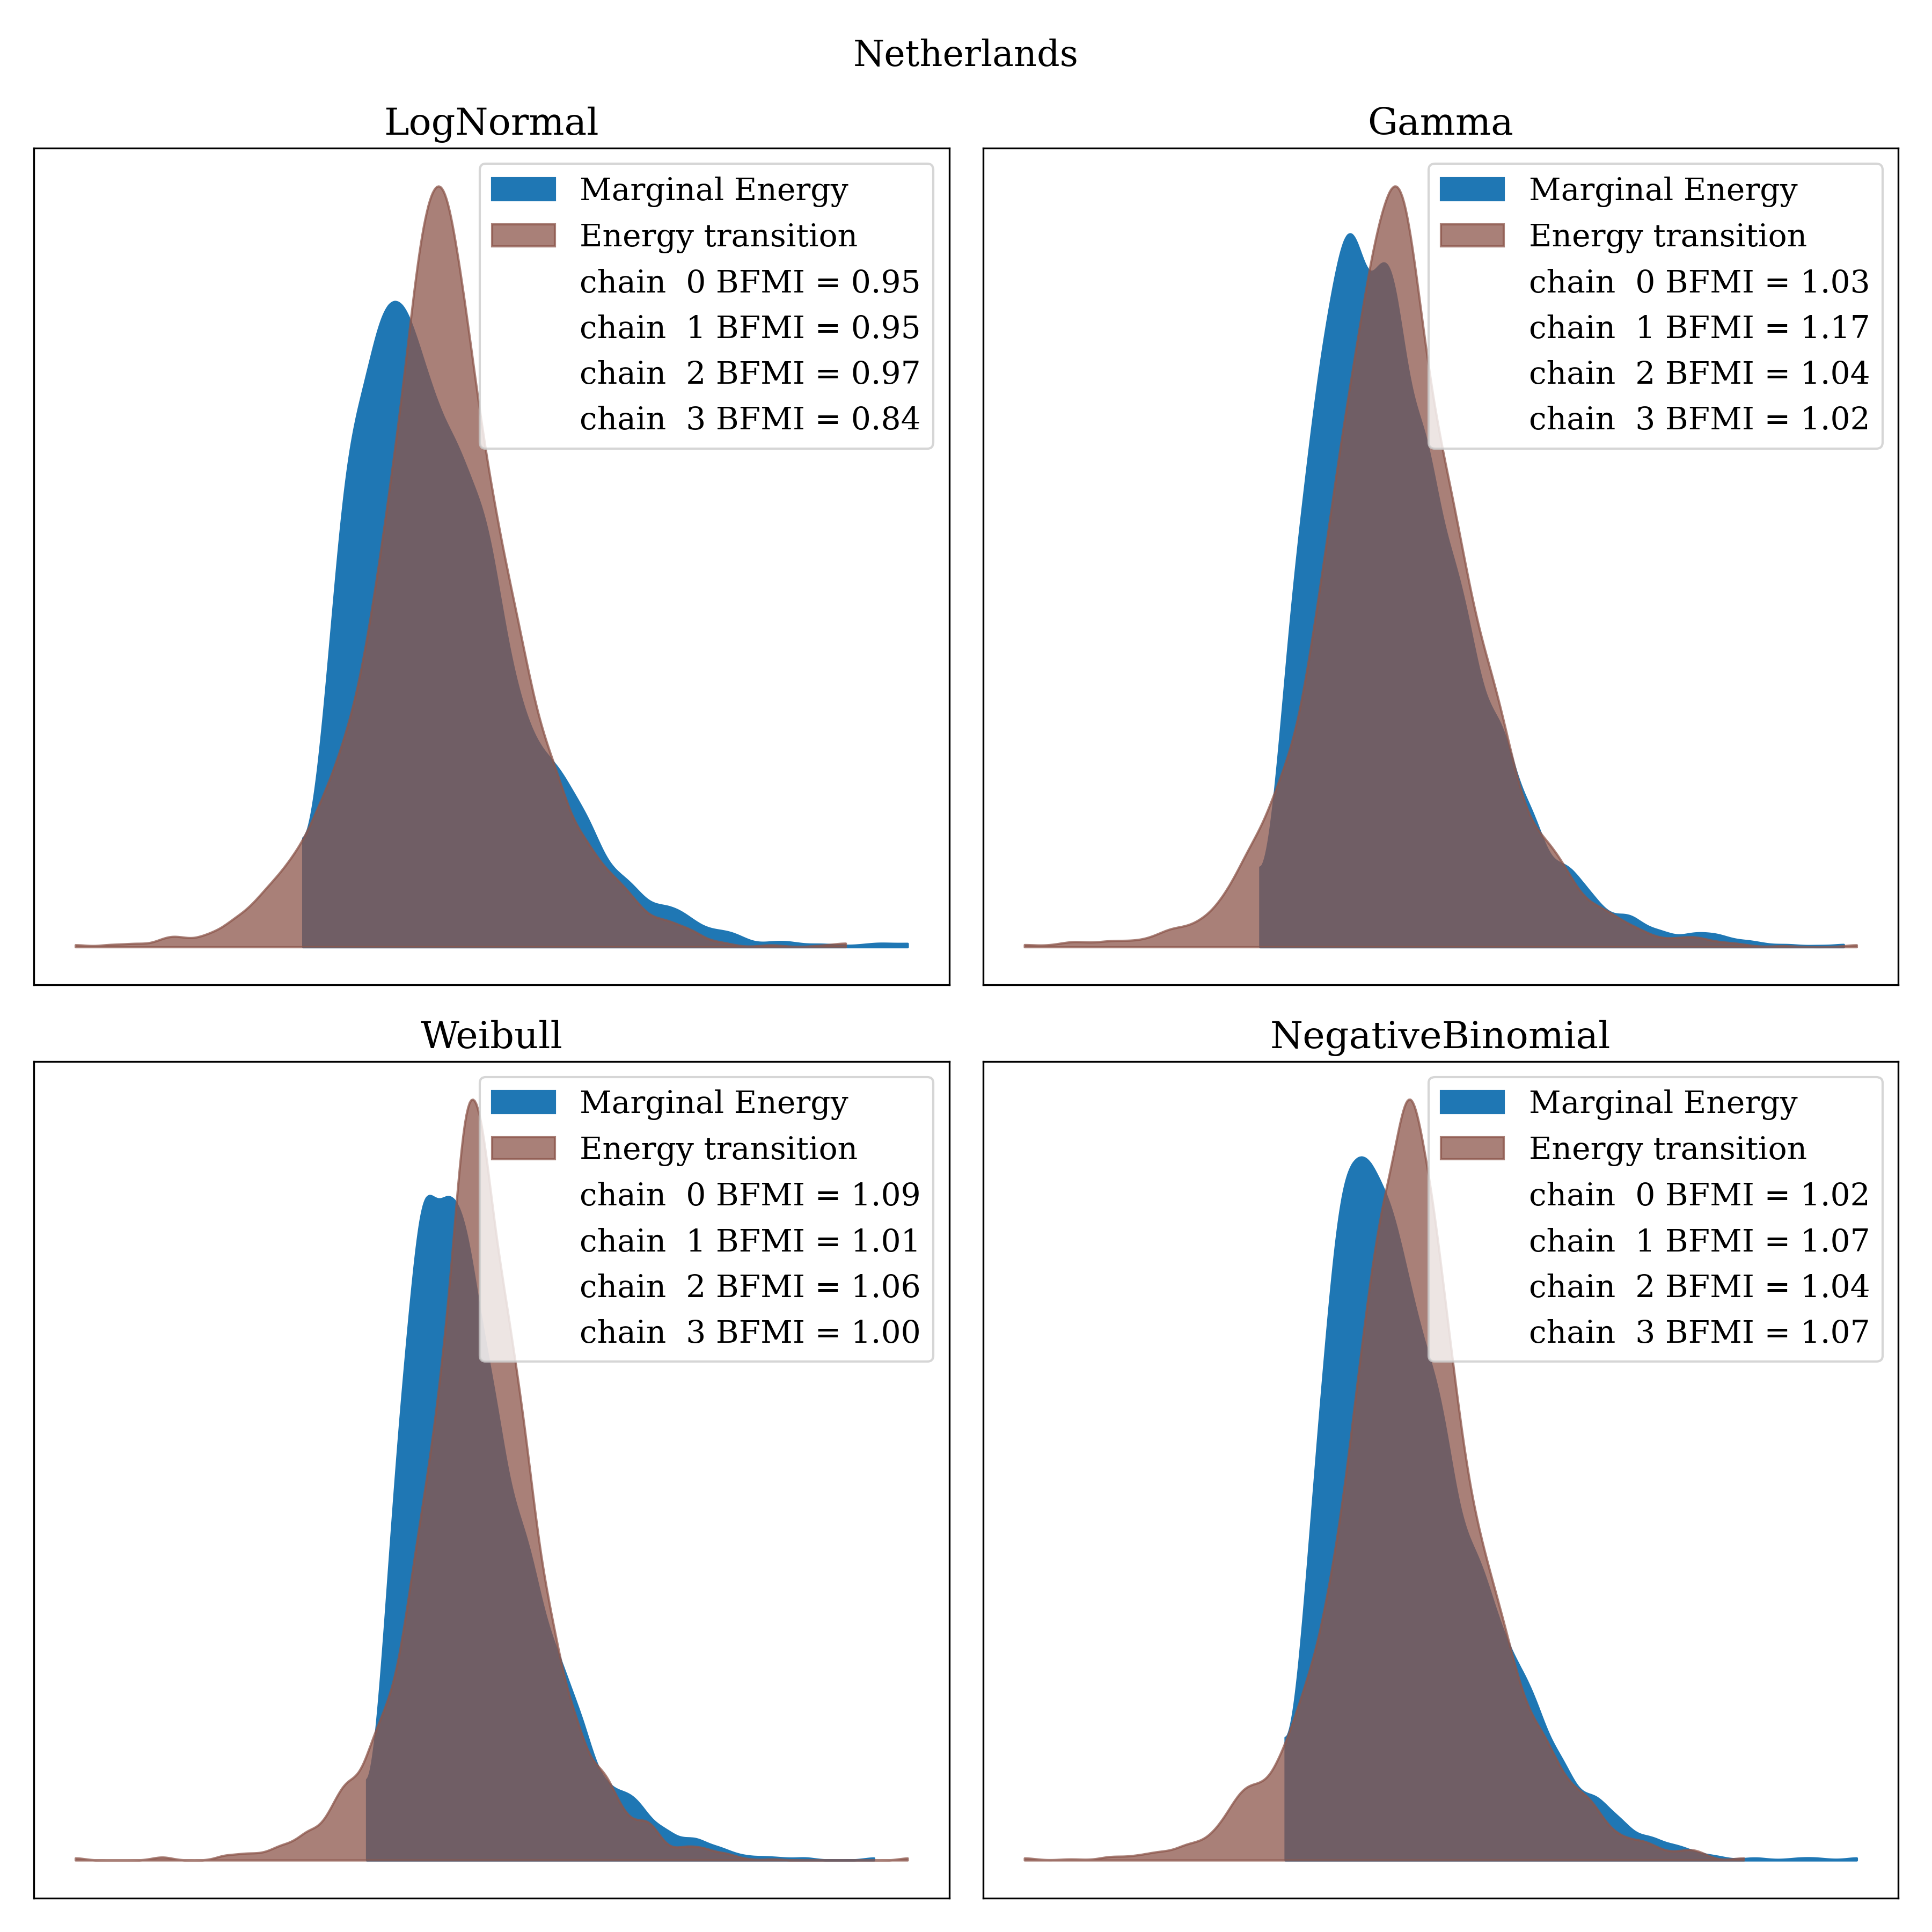 Netherlands
LogNormal
Marginal Energy
Energy transition
chain  0 BFMI = 0.95
chain  1 BFMI = 0.95
chain  2 BFMI = 0.97
chain  3 BFMI = 0.84
Gamma
Marginal Energy
Energy transition
chain  0 BFMI = 1.03
chain  1 BFMI = 1.17
chain  2 BFMI = 1.04
chain  3 BFMI = 1.02
Weibull
Marginal Energy
Energy transition
chain  0 BFMI = 1.09
chain  1 BFMI = 1.01
chain  2 BFMI = 1.06
chain  3 BFMI = 1.00
NegativeBinomial
Marginal Energy
Energy transition
chain  0 BFMI = 1.02
chain  1 BFMI = 1.07
chain  2 BFMI = 1.04
chain  3 BFMI = 1.07